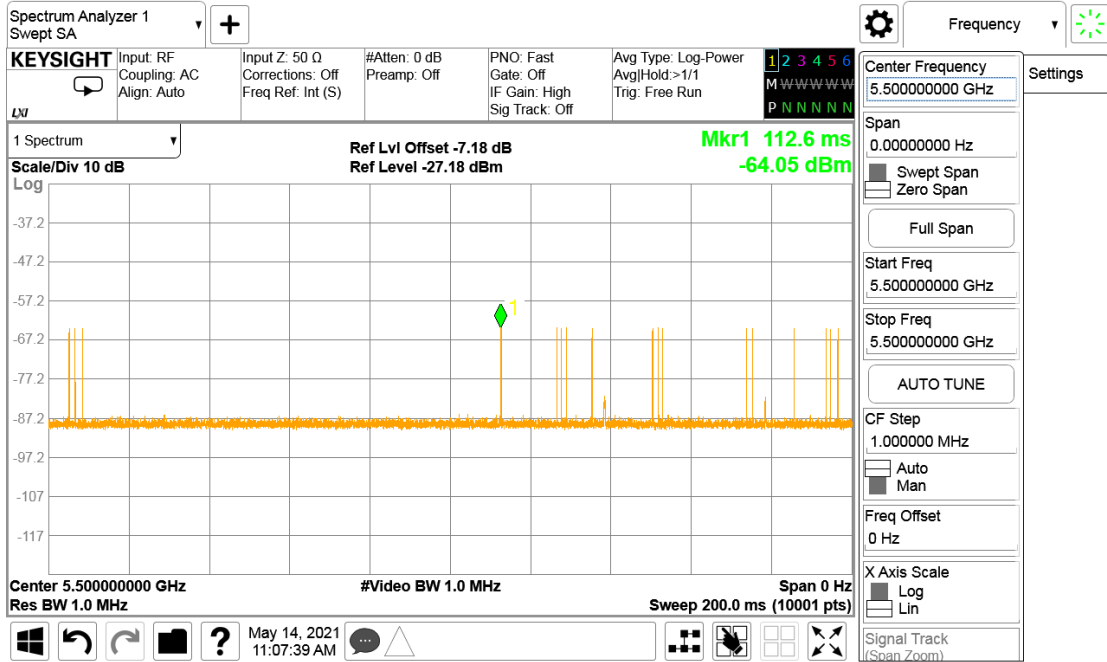 Spectrum Analyzer 1
Swept SA
Frequency
KEYSIGHT
LXI
Input: RF
Coupling: AC
Align: Auto
Input Z: 50 Ω
Corrections: Off
Freq Ref: Int (S)
#Atten: 0 dB
Preamp: Off
PNO: Fast
Gate: Off
IF Gain: High
Sig Track: Off
Avg Type: Log-Power
Avg|Hold:>1/1
Trig: Free Run
1 2 3 4 5 6
M W W W W W
P N N N N N
Settings
1 Spectrum
Scale/Div 10 dB
Log
Ref Lvl Offset -7.18 dB
Ref Level -27.18 dBm
Mkr1 112.6 ms
-64.05 dBm
-37.2
-47.2
-57.2
-67.2
-77.2
-87.2
-97.2
-107
-117
1
Center 5.500000000 GHz
Res BW 1.0 MHz
#Video BW 1.0 MHz
Span 0 Hz
Sweep 200.0 ms (10001 pts)
Center Frequency
5.500000000 GHz
Span
0.00000000 Hz
Swept Span
Zero Span
Full Span
Start Freq
5.500000000 GHz
Stop Freq
5.500000000 GHz
AUTO TUNE
CF Step
1.000000 MHz
Auto
Man
Freq Offset
0 Hz
X Axis Scale
Log
Lin
Signal Track
(Span Zoom)
?
May 14, 2021
11:07:39 AM